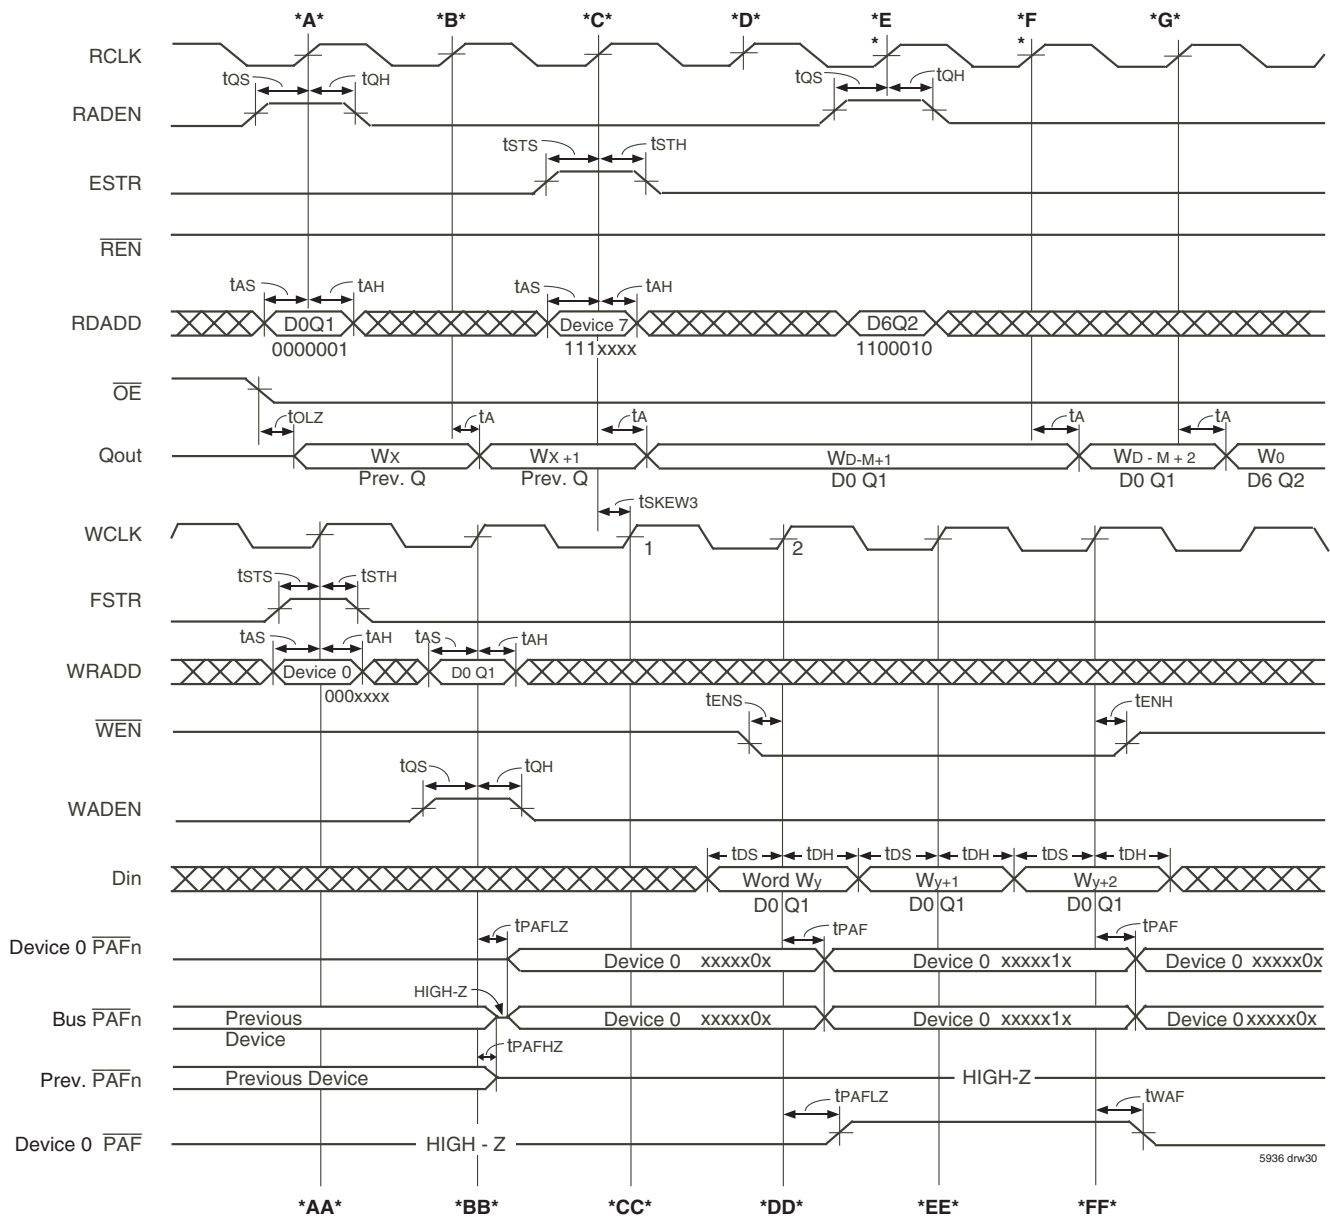 *A* *B* *C* *D* *E *F *G*
* *
RCLK
tQS tQH tQS tQH
RADEN
tSTS tSTH
ESTR
REN
tAS tAH tAS tAH
RDADD D0Q1 Device 7 D6Q2
0000001 111xxxx 1100010
OE
tOLZ tA tA tA tA
Qout WX WX +1 WD-M+1 WD - M + 2 W0
Prev. Q Prev. Q D0 Q1 D0 Q1 D6 Q2
tSKEW3
WCLK 1 2
tSTS tSTH
FSTR
tAS tAH tAS tAH
WRADD Device 0 D0 Q1
000xxxx
tENS tENH
WEN
tQS tQH
WADEN
tDS tDH tDS tDH tDS tDH
Din Word Wy Wy+1 Wy+2
D0 Q1 D0 Q1 D0 Q1
tPAFLZ tPAF tPAF
Device 0 PAFn Device 0 xxxxx0x Device 0 xxxxx1x Device 0 xxxxx0x
HIGH-Z
Bus PAFn Previous Device 0 xxxxx0x Device 0 xxxxx1x Device 0 xxxxx0x
Device
tPAFHZ
Prev. PAFn Previous Device HIGH-Z
tPAFLZ tWAF
Device 0 PAF HIGH - Z
5936 drw30
*AA* *BB* *CC* *DD* *EE* *FF*